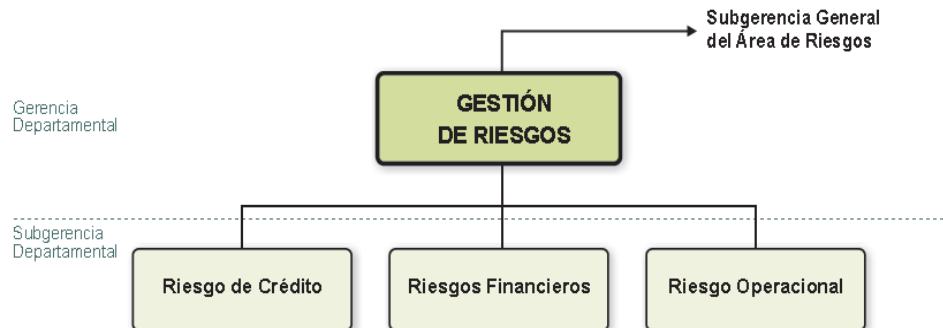 Subgerencia General
del Área de Riesgos
Gerencia
Departamental
GESTIÓN
DE RIESGOS
Subgerencia
Departamental
Riesgo de Crédito
Riesgos Financieros
Riesgo Operacional